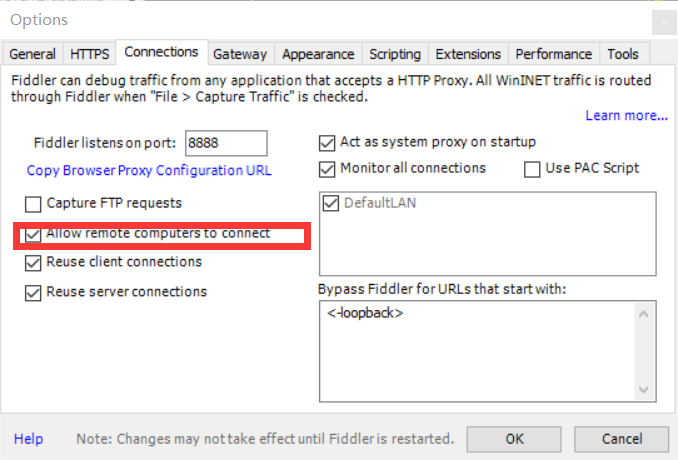 Options
General HTTPS Connections Gateway Appearance Scripting Extensions Performance Tools
Fiddler can debug traffic from any application that accepts a HTTP Proxy. All WinINET traffic is routed
through Fiddler when "File > Capture Traffic" is checked.
Learn more...
Fiddler listens on port: 8888
Copy Browser Proxy Configuration URL
Capture FTP requests
Allow remote computers to connect
Reuse client connections
Reuse server connections
Act as system proxy on startup
Monitor all connections Use PAC Script
DefaultLAN
Bypass Fiddler for URLs that start with:
<-loopback>
Help Note: Changes may not take effect until Fiddler is restarted. OK Cancel